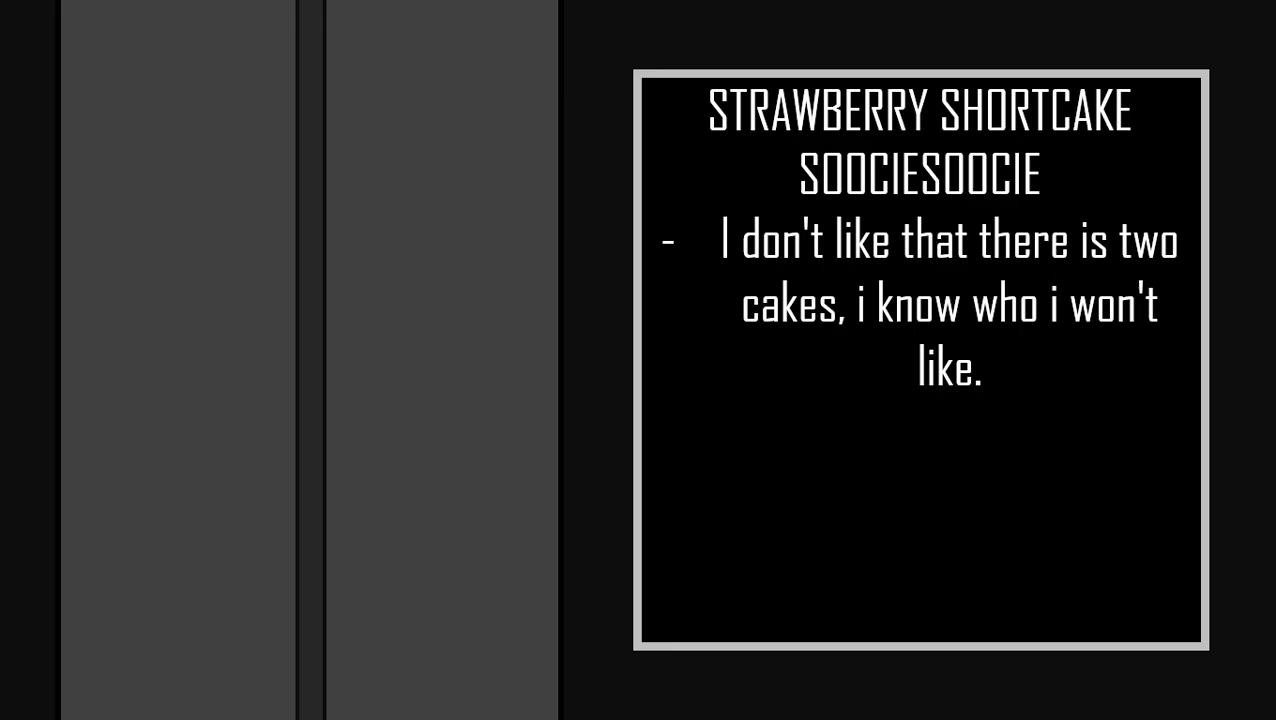 STRAWBERRY SHORTCAKE
SOOCIESOOCIE
- I don't like that there is two
cakes, i know who i won't
like.